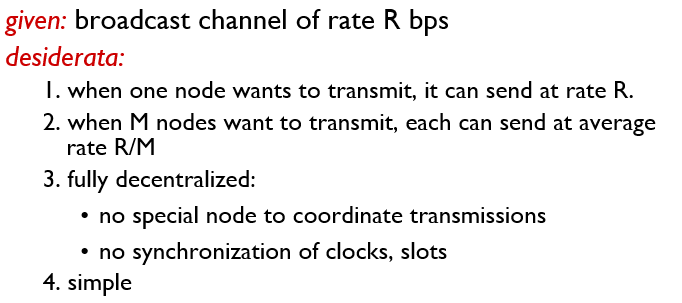 given: broadcast channel of rate R bps
desiderata:
1. when one node wants to transmit, it can send at rate R.
2. when M nodes want to transmit, each can send at average
rate R/M
3. fully decentralized:
• no special node to coordinate transmissions
• no synchronization of clocks, slots
4. simple